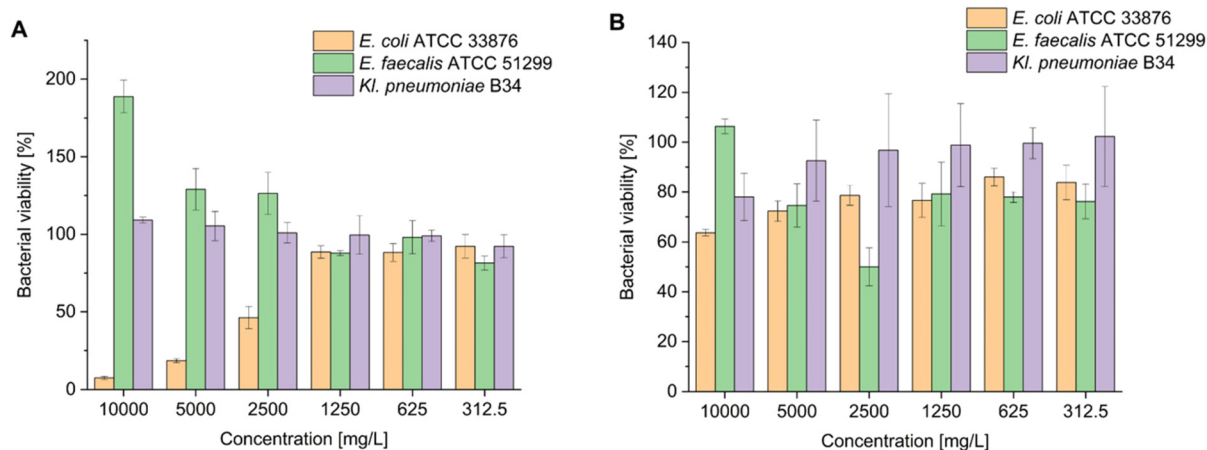 A
E. coli ATCC 33876
E. faecalis ATCC 51299
Kl. pneumoniae B34
Bacterial viability [%]
200
150
100
50
0
10000 5000 2500 1250 625 312.5
Concentration [mg/L]
B
E. coli ATCC 33876
E. faecalis ATCC 51299
Kl. pneumoniae B34
Bacterial viability [%]
140
120
100
80
60
40
20
0
10000 5000 2500 1250 625 312.5
Concentration [mg/L]